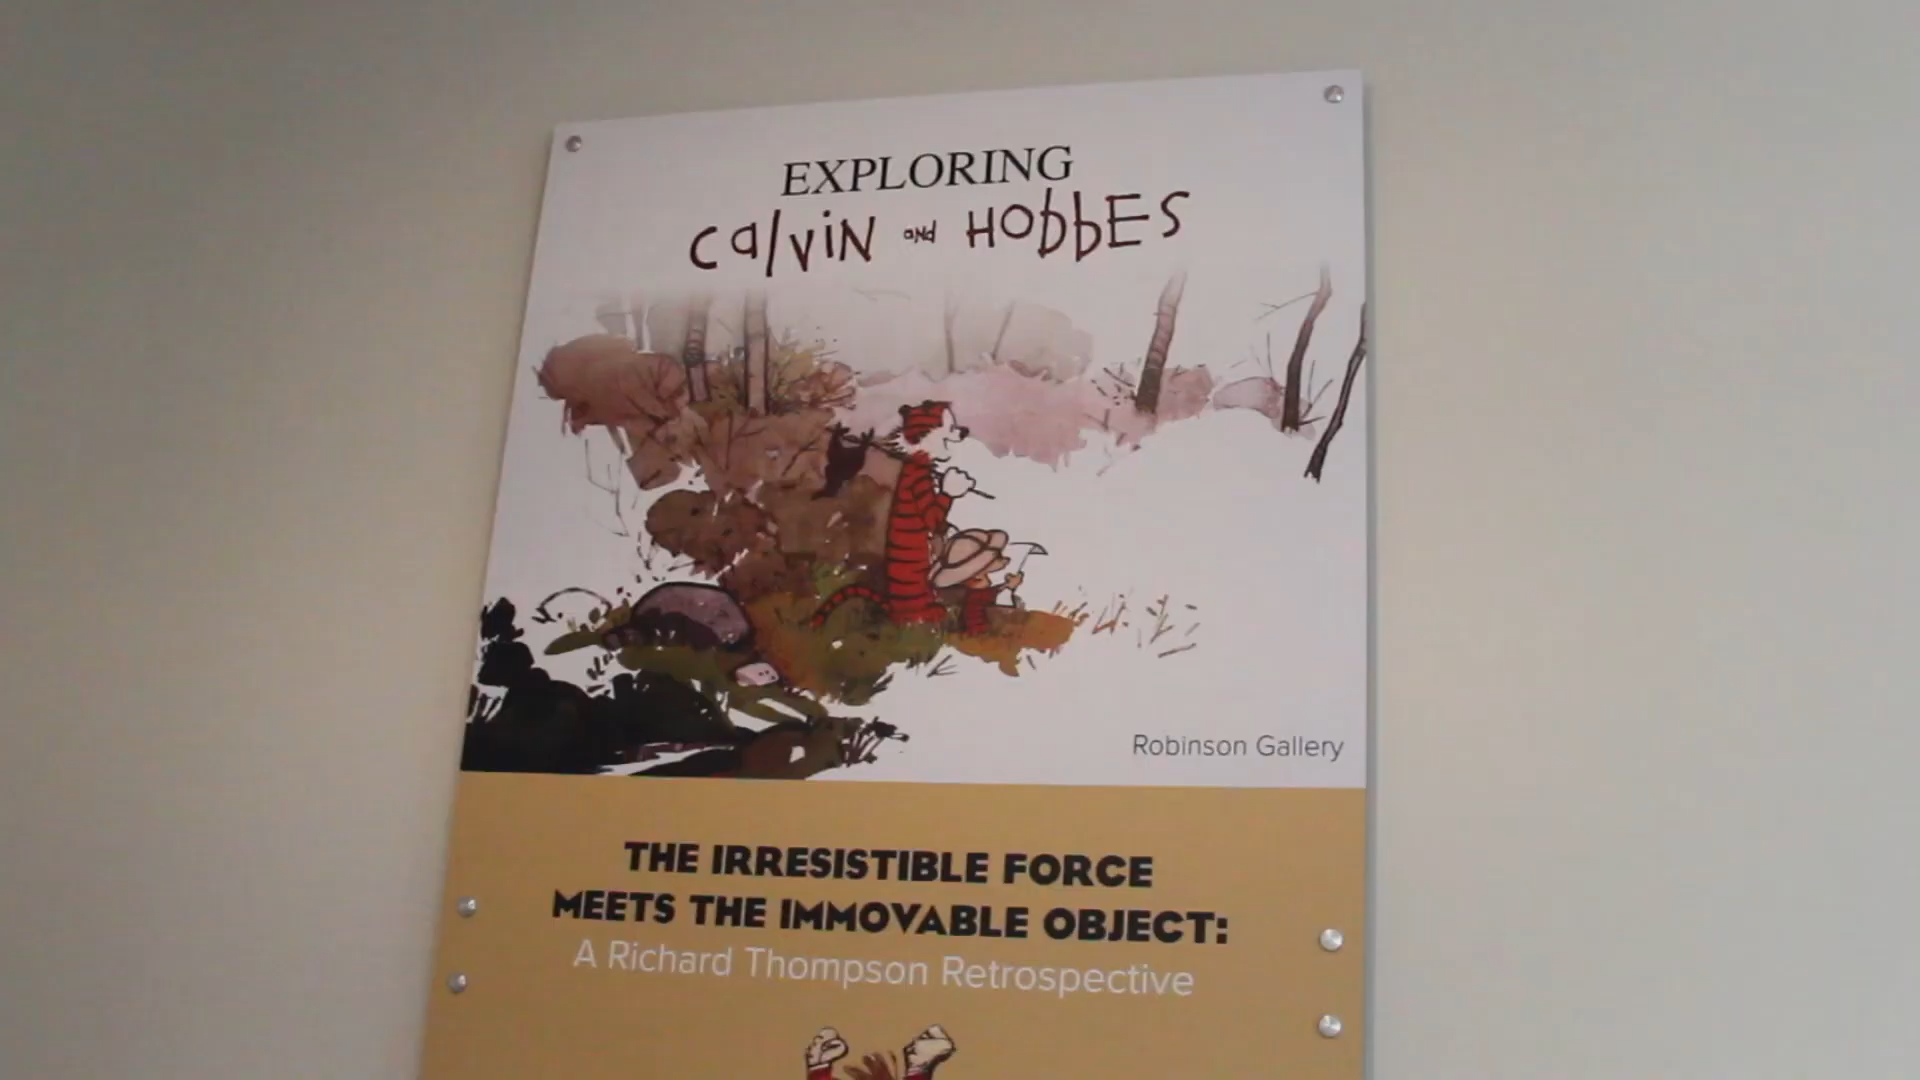 EXPLORING
Calvin and HObbES
Robinson Gallery
THE IRRESISTIBLE FORCE
MEETS THE IMMOVABLE OBJECT:
A Richard Thompson Retrospective